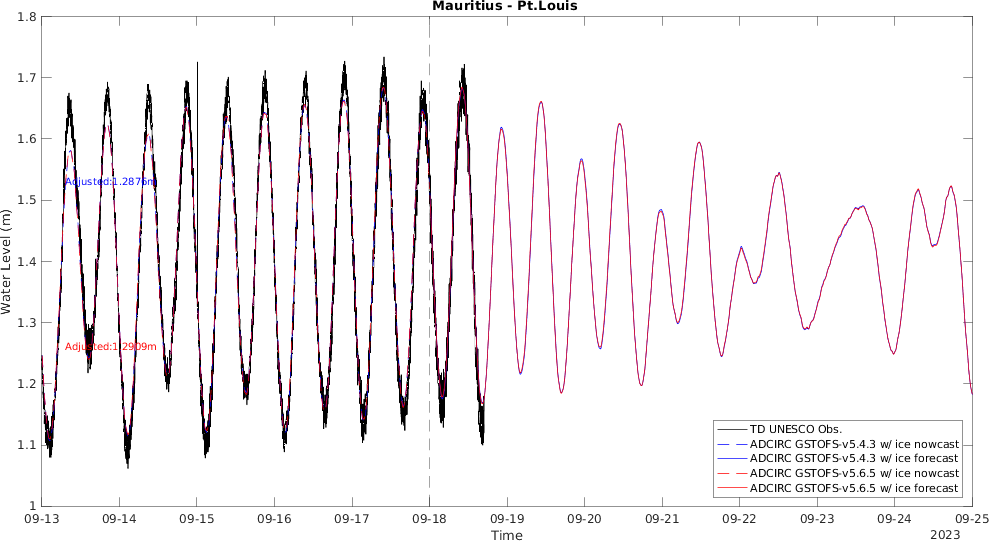 Mauritius - Pt.Louis
1.8
1.7
1.6
1.5
1.4
1.3
1.2
1.1
1
Water Level (m)
Adjusted:1.2876m
Adjusted:1.2909m
TD UNESCO Obs.
ADCIRC GSTOFS-v5.4.3 w/ ice nowcast
ADCIRC GSTOFS-v5.4.3 w/ ice forecast
ADCIRC GSTOFS-v5.6.5 w/ ice nowcast
ADCIRC GSTOFS-v5.6.5 w/ ice forecast
09-13 09-14 09-15 09-16 09-17 09-18 09-19 09-20 09-21 09-22 09-23 09-24 09-25
Time
2023